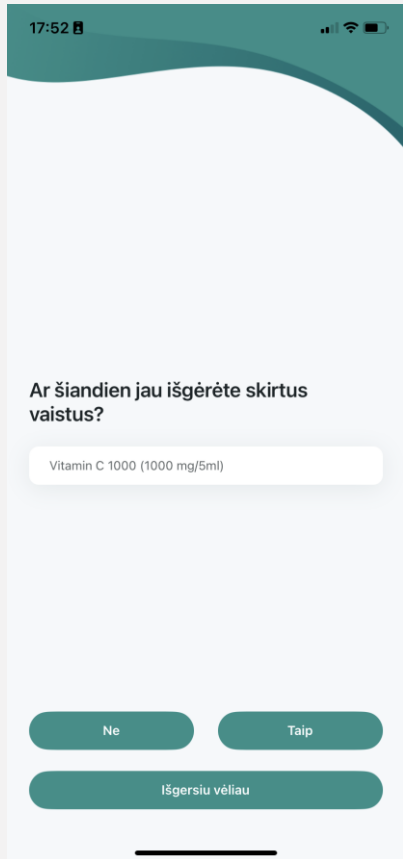 17:52
Ar šiandien jau išgėrėte skirtus
vaistus?
Vitamin C 1000 (1000 mg/5ml)
Ne
Taip
Išgersiu vėliau